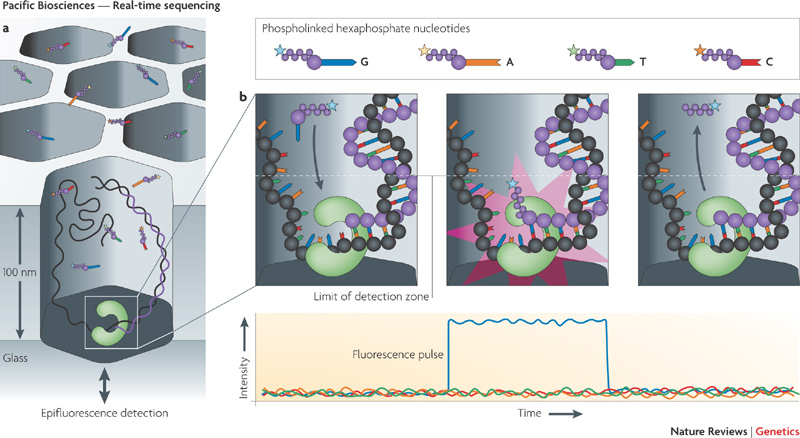 Pacific Biosciences — Real-time sequencing
a
Phospholinked hexaphosphate nucleotides
G
A
T
C
b
100 nm
Glass
Epifluorescence detection
Limit of detection zone
Intensity
Fluorescence pulse
Time
Nature Reviews | Genetics